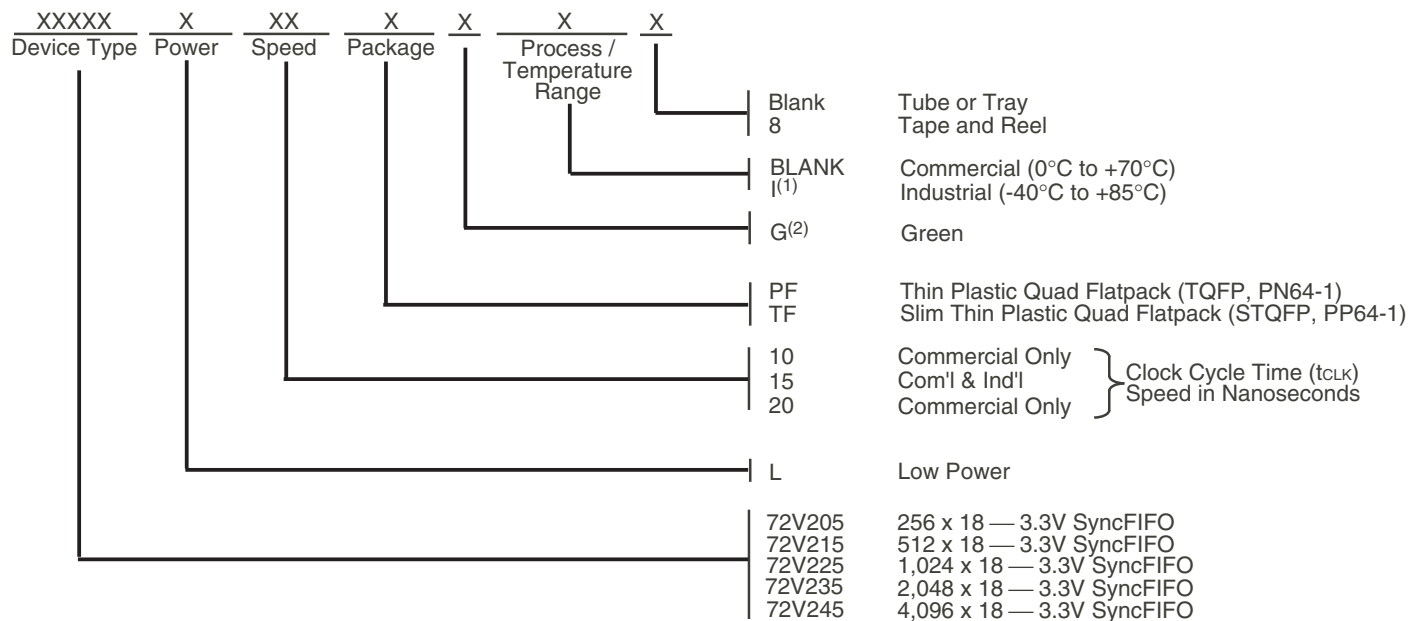 XXXXX X XX X X X X
Device Type Power Speed Package Process /
Temperature
Range
Blank Tube or Tray
8 Tape and Reel
BLANK Commercial (0°C to +70°C)
I(1) Industrial (-40°C to +85°C)
G(2) Green
PF Thin Plastic Quad Flatpack (TQFP, PN64-1)
TF Slim Thin Plastic Quad Flatpack (STQFP, PP64-1)
10 Commercial Only
15 Com'l & Ind'l
20 Commercial Only
Clock Cycle Time (tCLK)
Speed in Nanoseconds
L Low Power
72V205 256 x 18 — 3.3V SyncFIFO
72V215 512 x 18 — 3.3V SyncFIFO
72V225 1,024 x 18 — 3.3V SyncFIFO
72V235 2,048 x 18 — 3.3V SyncFIFO
72V245 4,096 x 18 — 3.3V SyncFIFO